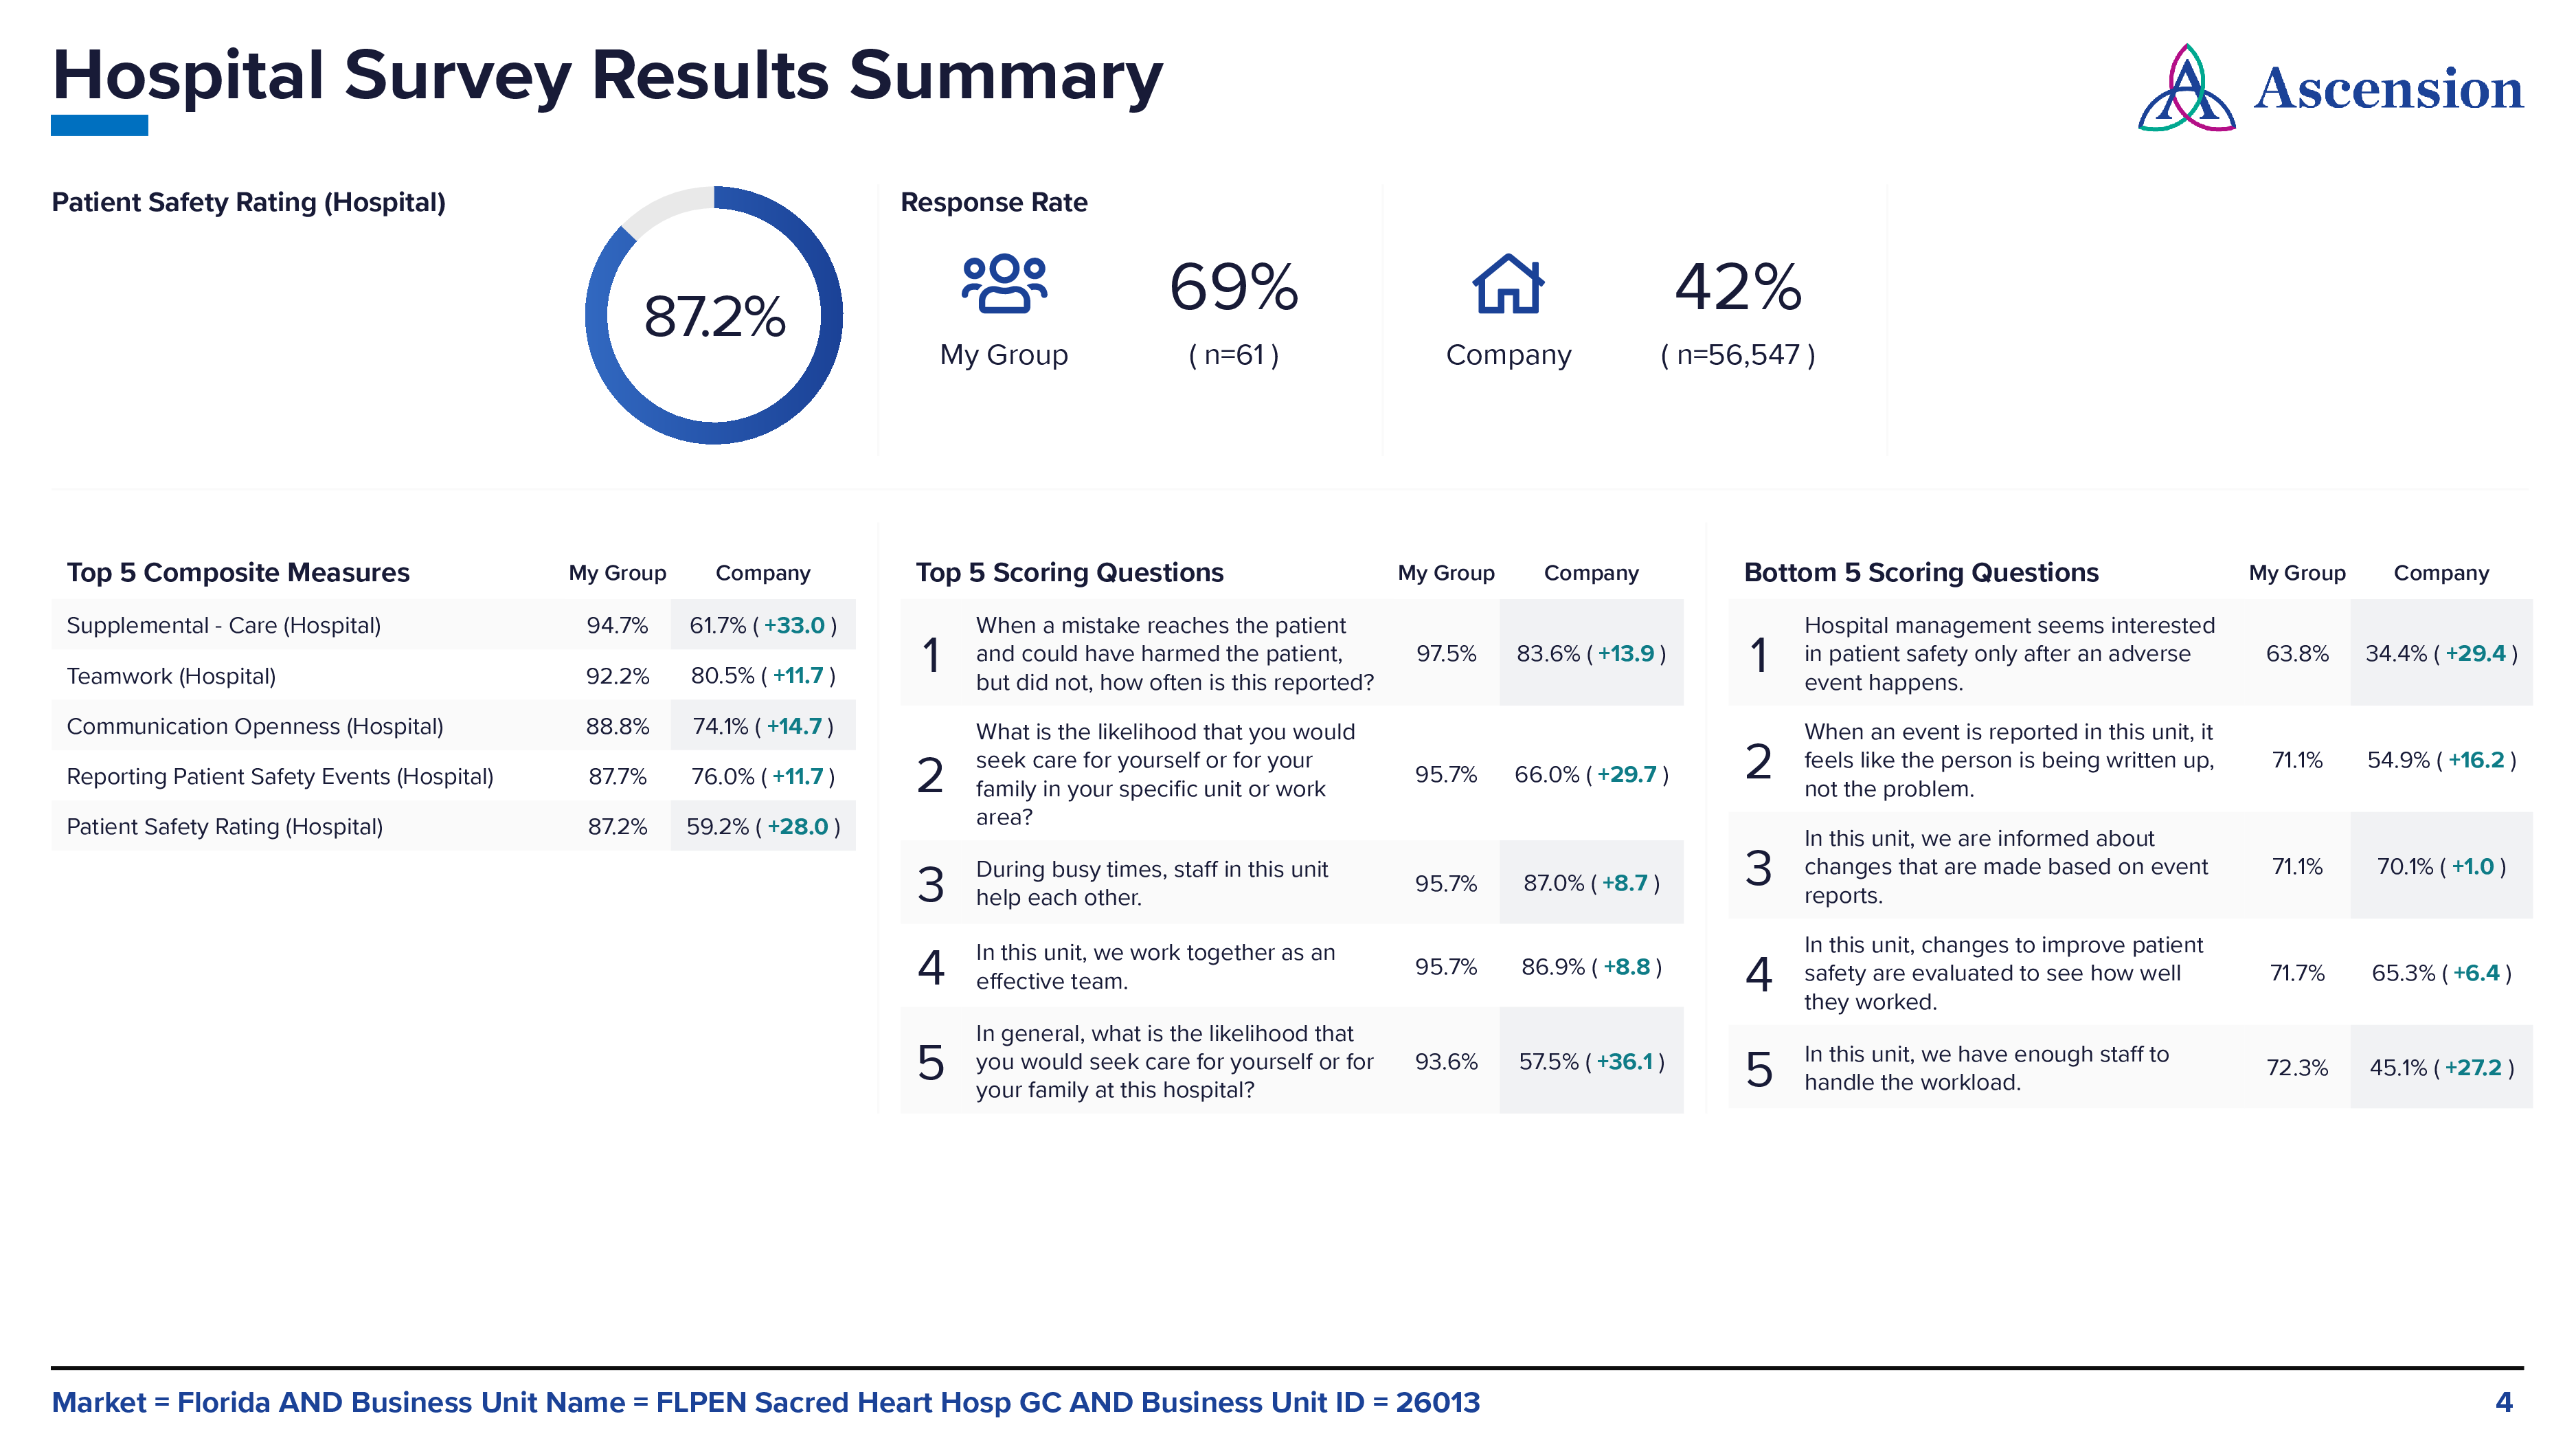 Hospital Survey Results Summary
Ascension
Patient Safety Rating (Hospital)
87.2%
Response Rate
My Group
69%
( n=61 )
Company
42%
( n=56,547 )
Top 5 Composite Measures My Group Company
Supplemental - Care (Hospital) 94.7% 61.7% ( +33.0 )
Teamwork (Hospital) 92.2% 80.5% ( +11.7 )
Communication Openness (Hospital) 88.8% 74.1% ( +14.7 )
Reporting Patient Safety Events (Hospital) 87.7% 76.0% ( +11.7 )
Patient Safety Rating (Hospital) 87.2% 59.2% ( +28.0 )
Top 5 Scoring Questions My Group Company
1 When a mistake reaches the patient
and could have harmed the patient, 97.5% 83.6% ( +13.9 )
but did not, how often is this reported?
What is the likelihood that you would
2 seek care for yourself or for your
family in your specific unit or work 95.7% 66.0% ( +29.7 )
area?
3 During busy times, staff in this unit
help each other. 95.7% 87.0% ( +8.7 )
4 In this unit, we work together as an
effective team. 95.7% 86.9% ( +8.8 )
In general, what is the likelihood that
5 you would seek care for yourself or for 93.6% 57.5% ( +36.1 )
your family at this hospital?
Bottom 5 Scoring Questions My Group Company
Hospital management seems interested
1 in patient safety only after an adverse 63.8% 34.4% ( +29.4 )
event happens.
When an event is reported in this unit, it
2 feels like the person is being written up, 71.1% 54.9% ( +16.2 )
not the problem.
In this unit, we are informed about
3 changes that are made based on event 71.1% 70.1% ( +1.0 )
reports.
In this unit, changes to improve patient
4 safety are evaluated to see how well 71.7% 65.3% ( +6.4 )
they worked.
5 In this unit, we have enough staff to
handle the workload. 72.3% 45.1% ( +27.2 )
Market = Florida AND Business Unit Name = FLPEN Sacred Heart Hosp GC AND Business Unit ID = 26013
4